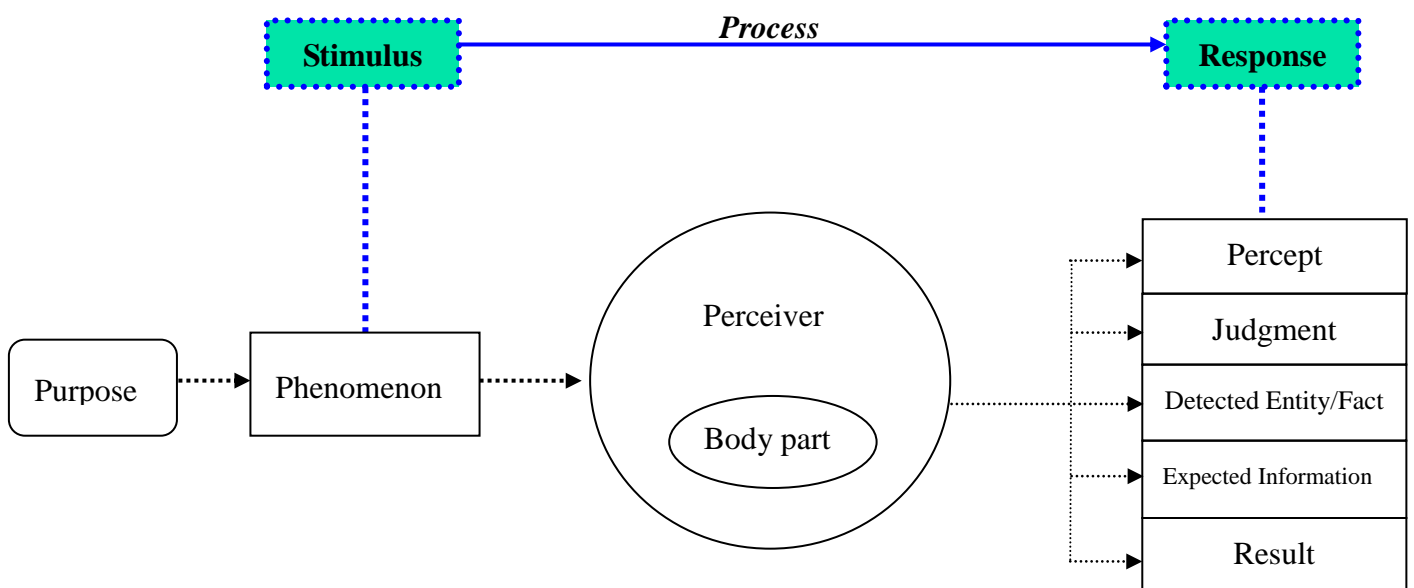 Process
Stimulus
Response
Purpose
Phenomenon
Perceiver
Body part
Percept
Judgment
Detected Entity/Fact
Expected Information
Result